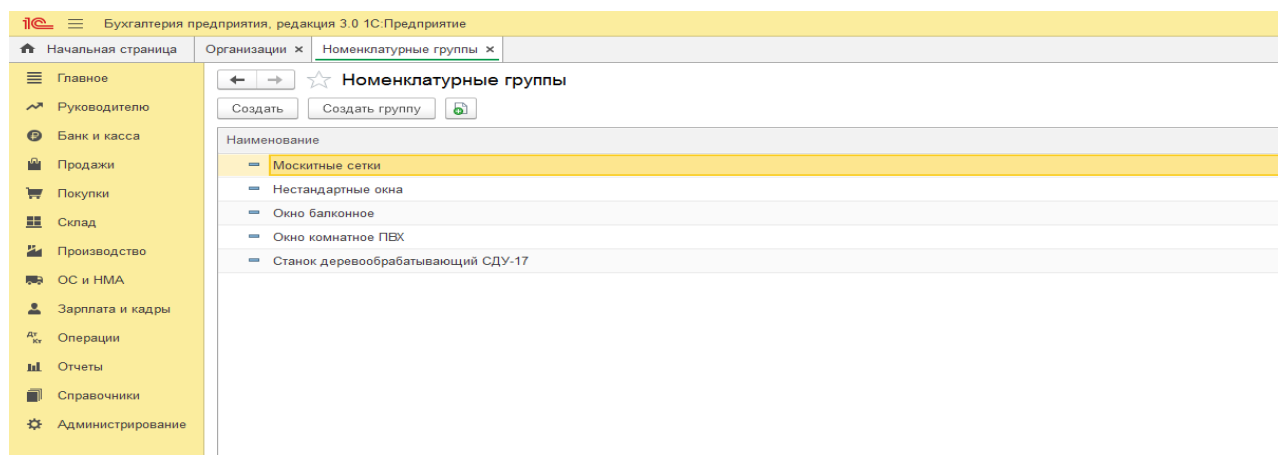 1С Бухгалтерия предприятия, редакция 3.0 1С:Предприятие
Начальная страница Организации × Номенклатурные группы ×
Главное
Руководителю
Банк и касса
Продажи
Покупки
Склад
Производство
ОС и НМА
Зарплата и кадры
Дт Кт Операции
Отчеты
Справочники
Администрирование
Номенклатурные группы
Создать Создать группу
Наименование
Москитные сетки
Нестандартные окна
Окно балконное
Окно комнатное ПВХ
Станок деревообрабатывающий СДУ-17